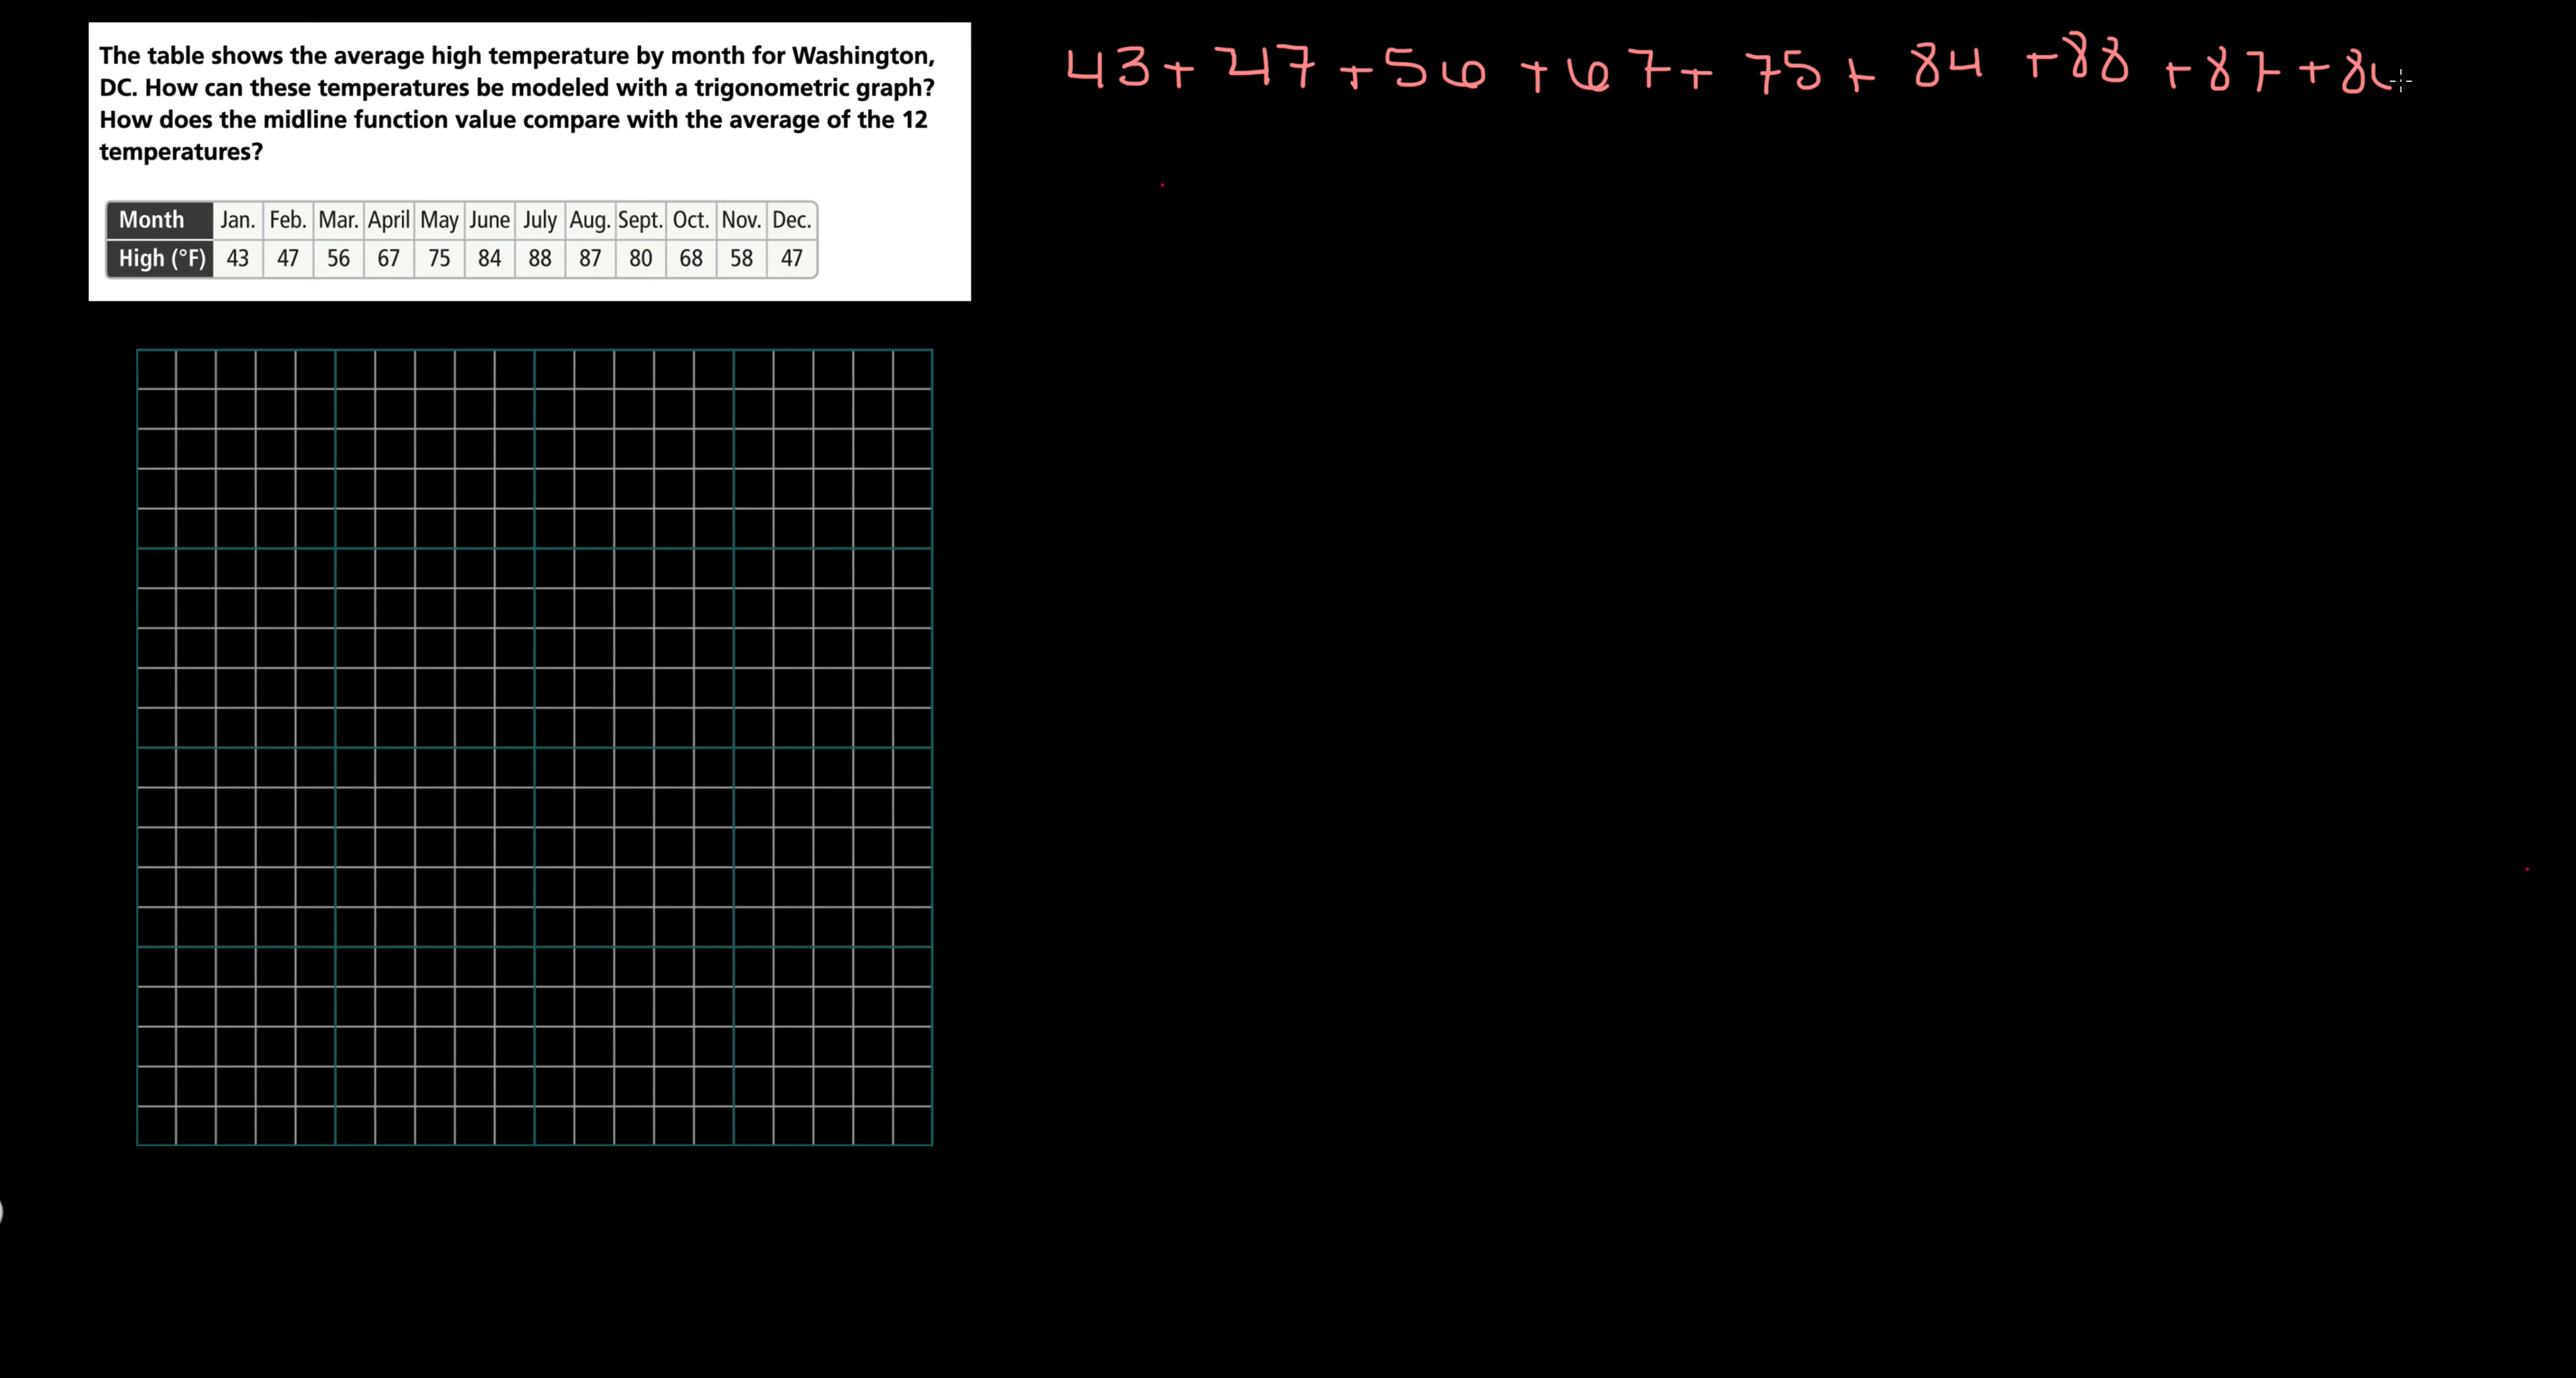 The table shows the average high temperature by month for Washington,
DC. How can these temperatures be modeled with a trigonometric graph?
How does the midline function value compare with the average of the 12
temperatures?
Month Jan. Feb. Mar. April May June July Aug. Sept. Oct. Nov. Dec.
High (°F) 43 47 56 67 75 84 88 87 80 68 58 47
43 + 47 + 56 + 67 + 75 + 84 + 88 + 87 + 8